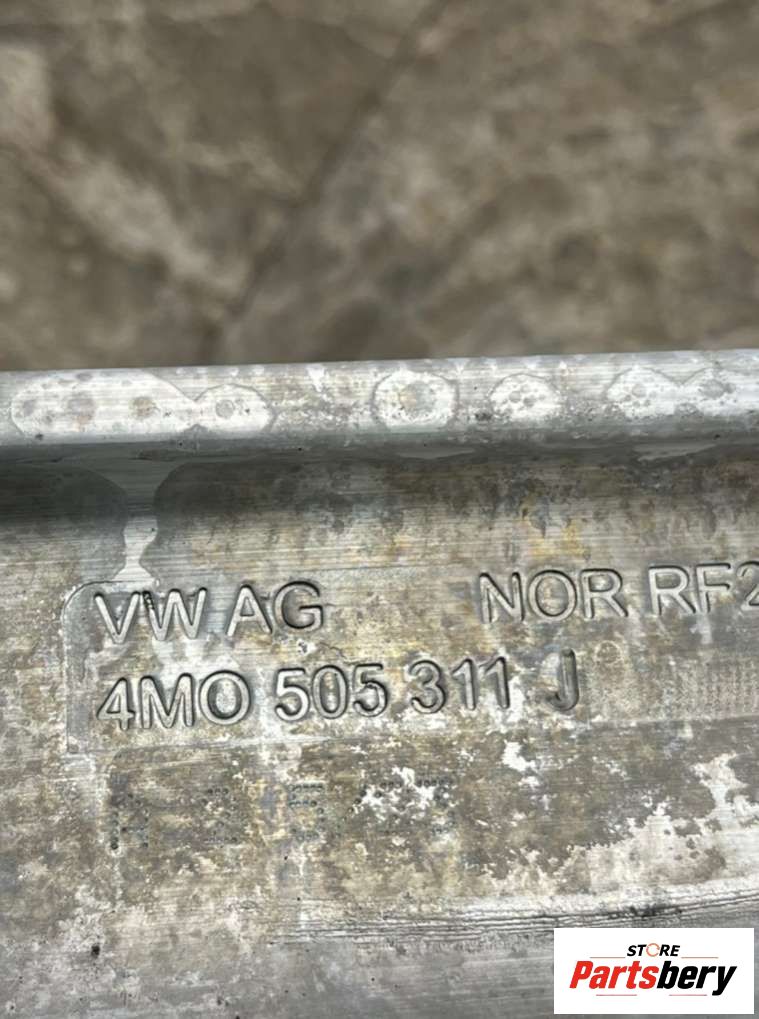 VW AG NOR RF2
4M0 505 311 J
STORE
Partsbery